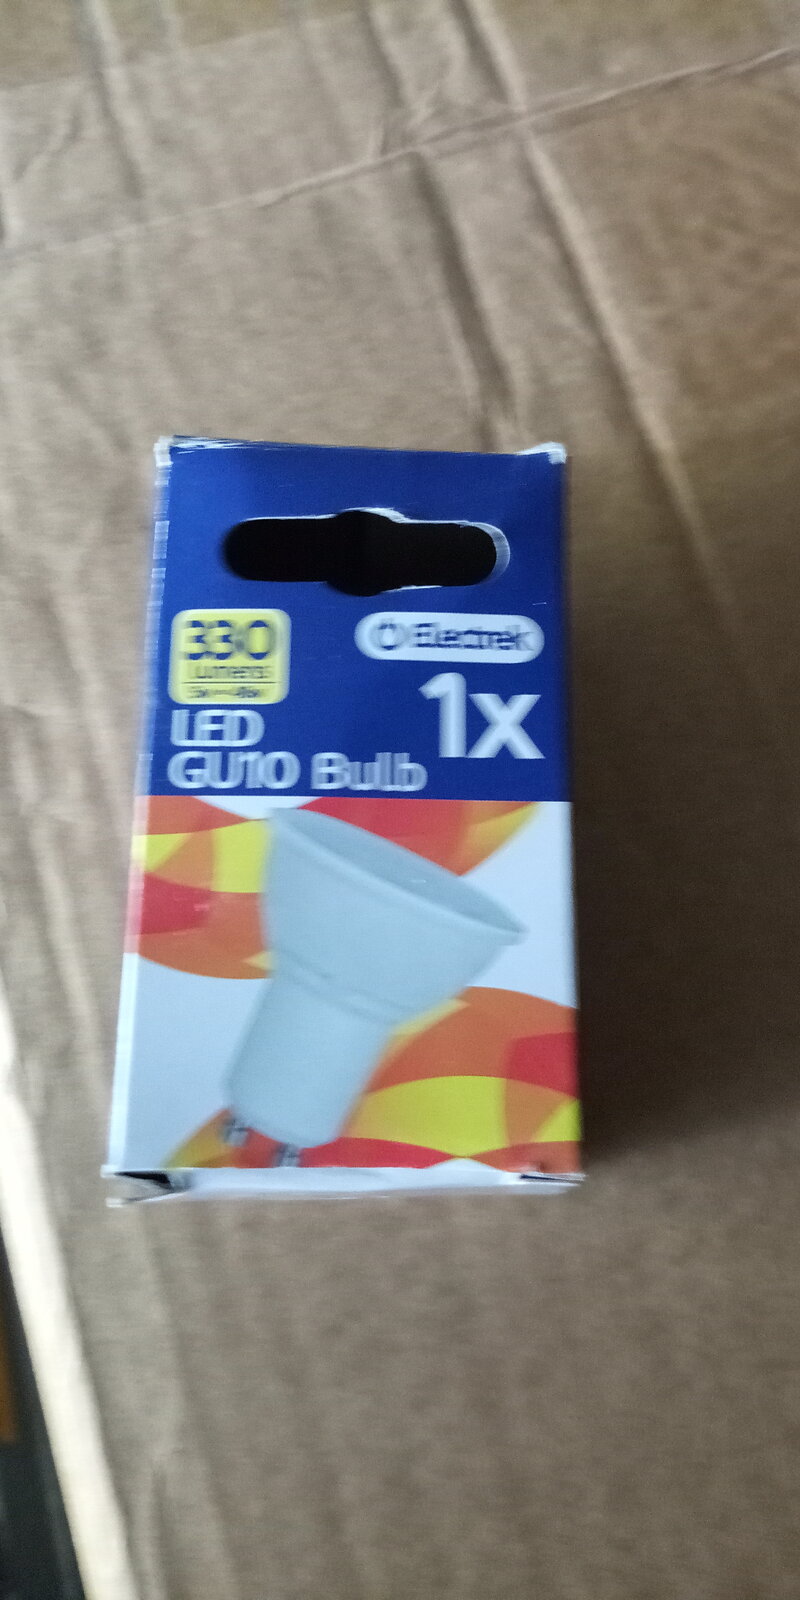 330
Lumens
Electrek
1x
LED
GU10 Bulb